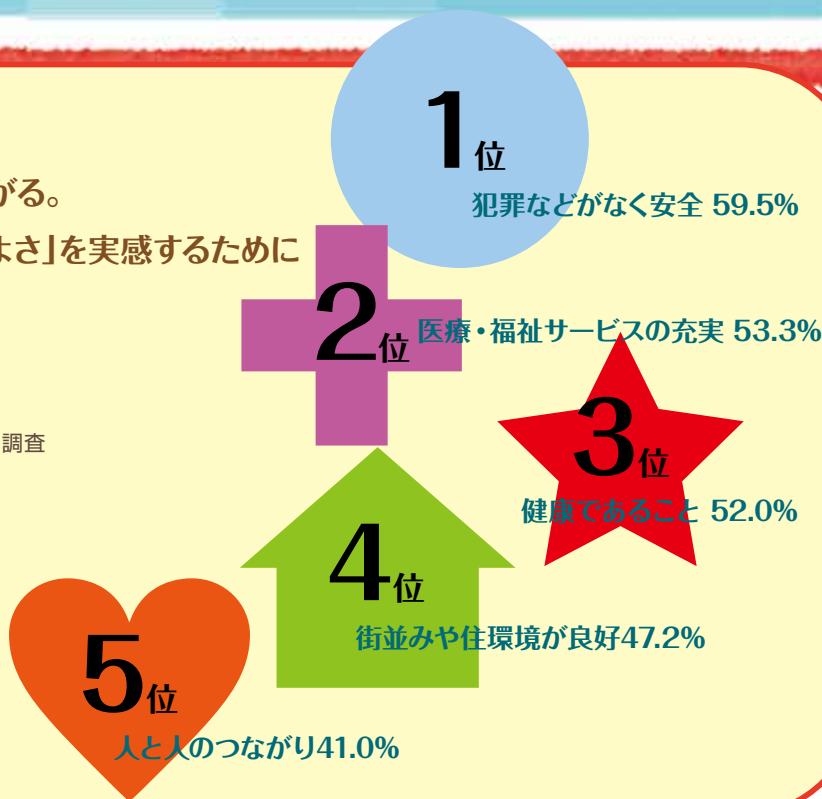 がる。
よさ」を実感するために
調査
1位
犯罪などがなく安全 59.5%
2位
医療・福祉サービスの充実 53.3%
3位
健康であること 52.0%
4位
街並みや住環境が良好47.2%
5位
人と人のつながり41.0%